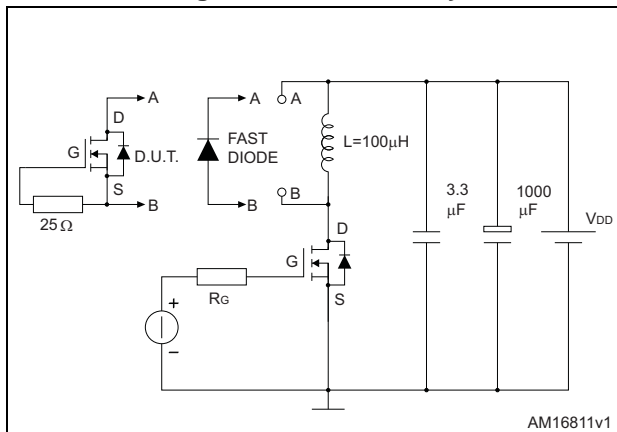 A
D
G
D.U.T.
S
B
25 Ω
A
FAST
DIODE
B
A
L=100μH
B
D
G
S
RG
+
–
3.3
μF
1000
μF
VDD
AM16811v1